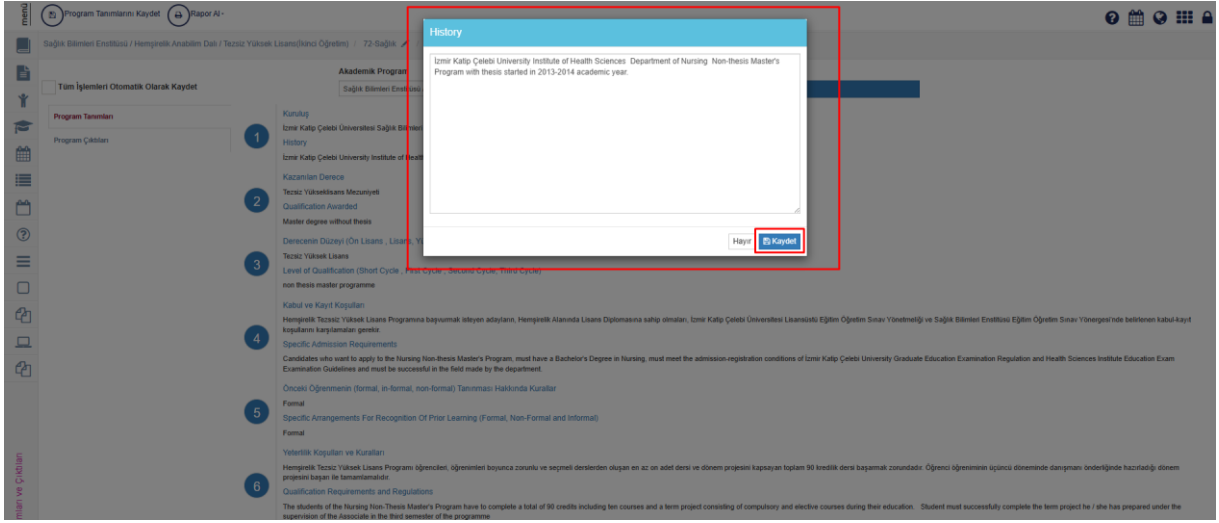 menü
Program Tanımlarını Kaydet
Rapor Al
Sağlık Bilimleri Enstitüsü / Hemşirelik Anabilim Dalı / Tezsiz Yüksek Lisans(İkinci Öğretim) / 72-Sağlık
Tüm İşlemleri Otomatik Olarak Kaydet
Akademik Program
Sağlık Bilimleri Enstitüsü
Program Tanımları
Program Çıktıları
History
İzmir Katip Çelebi University Institute of Health Sciences Department of Nursing Non-thesis Master's
Program with thesis started in 2013-2014 academic year.
Hayır
Kaydet
1
Kuruluş
İzmir Katip Çelebi Üniversitesi Sağlık Bilimleri
History
İzmir Katip Çelebi University Institute of Health
2
Kazanılan Derece
Tezsiz Yükseklisans Mezuniyeti
Qualification Awarded
Master degree without thesis
3
Derecenin Düzeyi (Ön Lisans , Lisans,
Tezsiz Yüksek Lisans
Level of Qualification (Short Cycle , First Cycle , Second Cycle, Third Cycle)
non thesis master programme
4
Kabul ve Kayıt Koşulları
Hemşirelik Tezssiz Yüksek Lisans Programına başvurmak isteyen adayların, Hemşirelik Alanında Lisans Diplomasına sahip olmaları, İzmir Katip Çelebi Üniversitesi Lisansüstü Eğitim Öğretim Sınav Yönetmeliği ve Sağlık Bilimleri Enstitüsü Eğitim Öğretim Sınav Yönergesi'nde belirlenen kabul-kayıt
koşullarını karşılamaları gerekir.
Specific Admission Requirements
Candidates who want to apply to the Nursing Non-thesis Master's Program, must have a Bachelor's Degree in Nursing, must meet the admission-registration conditions of İzmir Katip Çelebi University Graduate Education Examination Regulation and Health Sciences Institute Education Exam
Examination Guidelines and must be successful in the field made by the department.
5
Önceki Öğrenmenin (formal, in-formal, non-formal) Tanınması Hakkında Kurallar
Formal
Specific Arrangements For Recognition Of Prior Learning (Formal, Non-Formal and Informal)
Formal
6
Yeterlilik Koşulları ve Kuralları
Hemşirelik Tezsiz Yüksek Lisans Programı öğrencileri, öğrenimleri boyunca zorunlu ve seçmeli derslerden oluşan en az on adet dersi ve dönem projesini kapsayan toplam 90 kredilik dersi başarmak zorundadır. Öğrenci öğreniminin üçüncü döneminde danışmanı önderliğinde hazırladığı dönem
projesini başarı ile tamamlamalıdır.
Qualification Requirements and Regulations
The students of the Nursing Non-Thesis Master's Program have to complete a total of 90 credits including ten courses and a term project consisting of compulsory and elective courses during their education. Student must successfully complete the term project he / she has prepared under the
supervision of the Associate in the third semester of the programme
ve Çıktıları